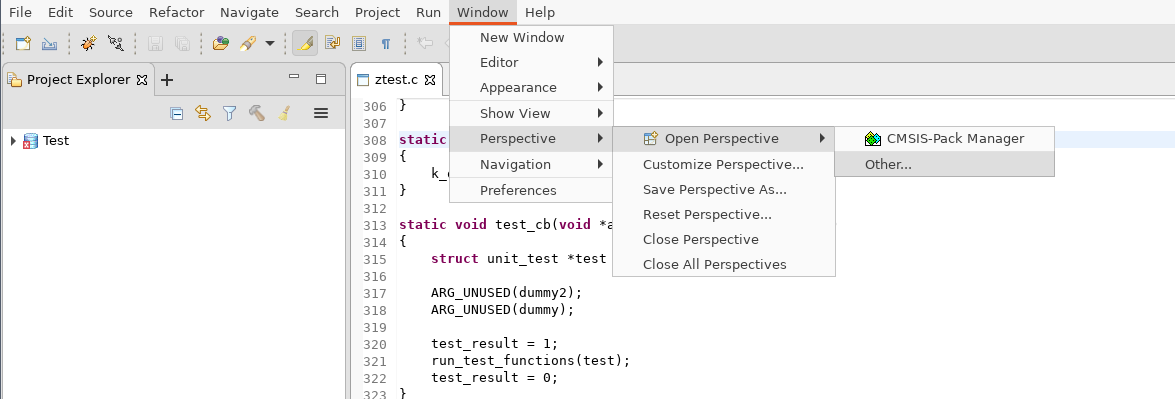 File Edit Source Refactor Navigate Search Project Run Window Help
New Window
Editor
Appearance
Show View
Perspective
Navigation
Preferences
Open Perspective
Customize Perspective...
Save Perspective As...
Reset Perspective...
Close Perspective
Close All Perspectives
CMSIS-Pack Manager
Other...
Project Explorer
Test
ztest.c
306 }
307
308 static
309 {
310 k_
311 }
312
313 static void test_cb(void *a
314 {
315 struct unit_test *test
316
317 ARG_UNUSED(dummy2);
318 ARG_UNUSED(dummy);
319
320 test_result = 1;
321 run_test_functions(test);
322 test_result = 0;
323 }